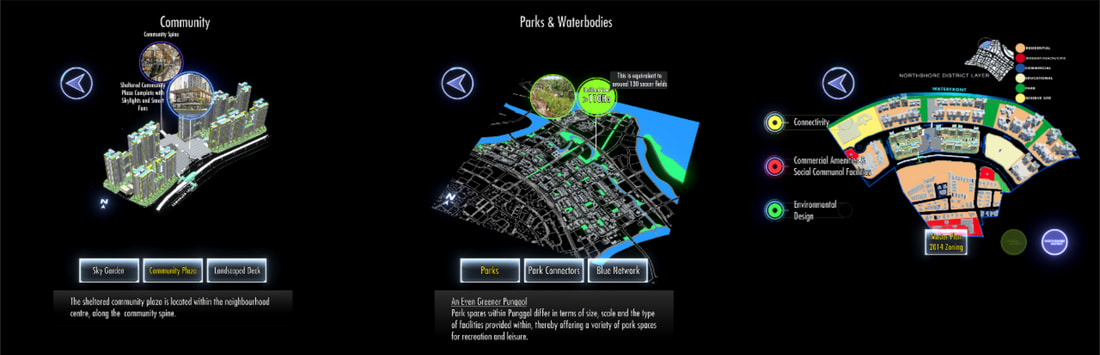 Community
Community Spine
Sheltered Community
Plaza Complete with
Skylights and Smart
Fans
Sky Garden
Community Plaza
Landscaped Deck
The sheltered community plaza is located within the neighbourhood
centre, along the community spine.
Parks & Waterbodies
This is equivalent to
around 130 soccer fields
N
Parks
Park Connectors
Blue Network
An Even Greener Punggol
Park spaces within Punggol differ in terms of size, scale and the type
of facilities provided within, thereby offering a variety of park spaces
for recreation and leisure.
NORTHSHORE DISTRICT LAYER
RESIDENTIAL
COMMERCIAL
EDUCATIONAL
PARK
RESERVE SITE
WATERFRONT
Connectivity
Commercial Amenities &
Social Communal Facilities
Environmental
Design
Master Plan
2014 Zoning